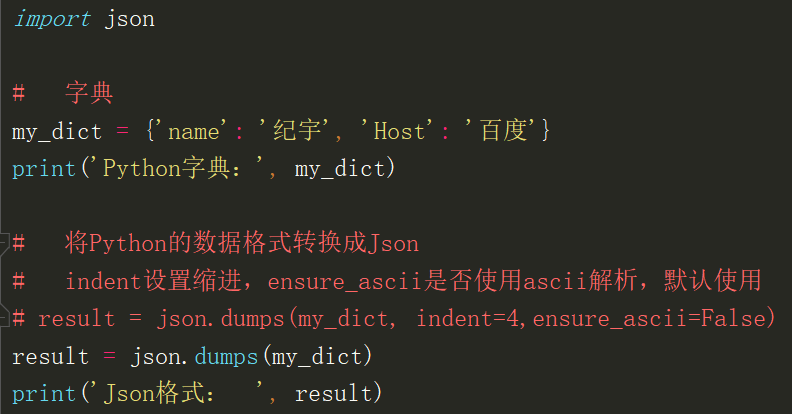 import json
#   字典
my_dict = {'name': '纪宇', 'Host': '百度'}
print('Python字典：', my_dict)
#   将Python的数据格式转换成Json
#   indent设置缩进，ensure_ascii是否使用ascii解析，默认使用
# result = json.dumps(my_dict, indent=4,ensure_ascii=False)
result = json.dumps(my_dict)
print('Json格式：  ', result)